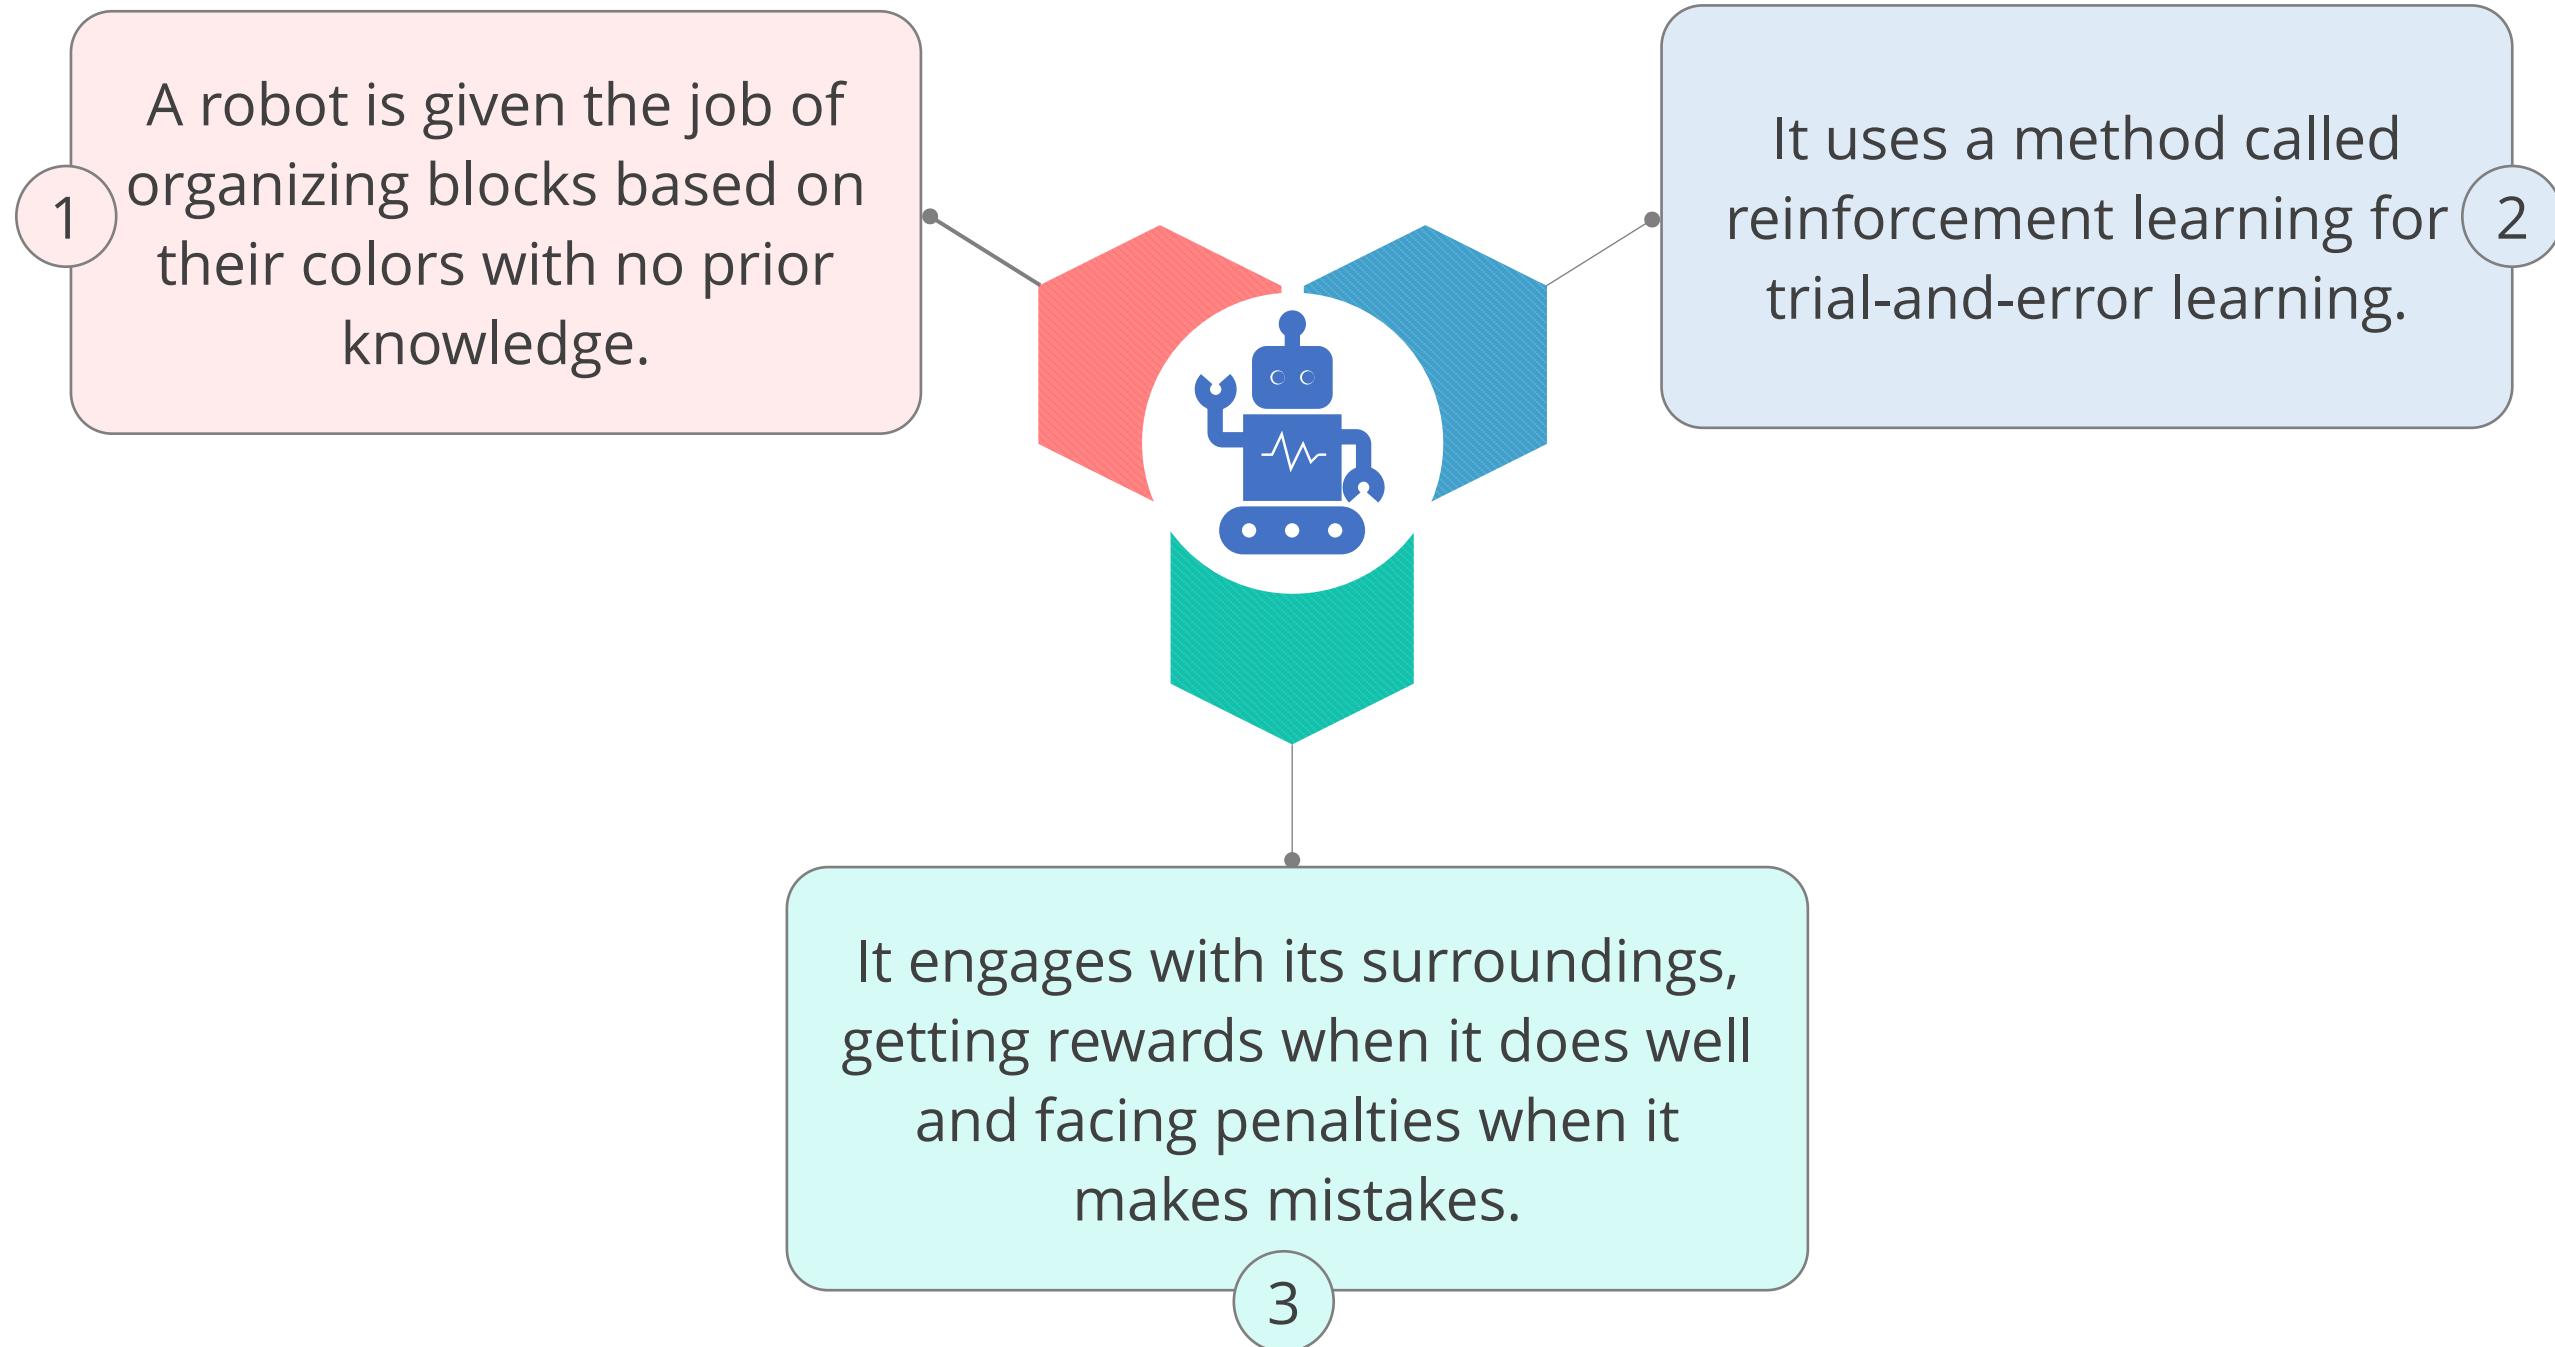 A robot is given the job of
organizing blocks based on
their colors with no prior
knowledge.
1
It uses a method called
reinforcement learning for
trial-and-error learning.
2
It engages with its surroundings,
getting rewards when it does well
and facing penalties when it
makes mistakes.
3